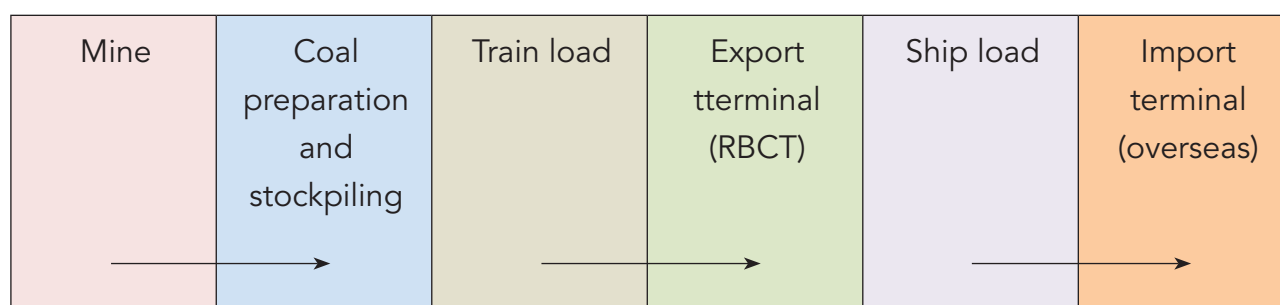 Mine
Coal
preparation
and
stockpiling
Train load
Export
tterminal
(RBCT)
Ship load
Import
terminal
(overseas)